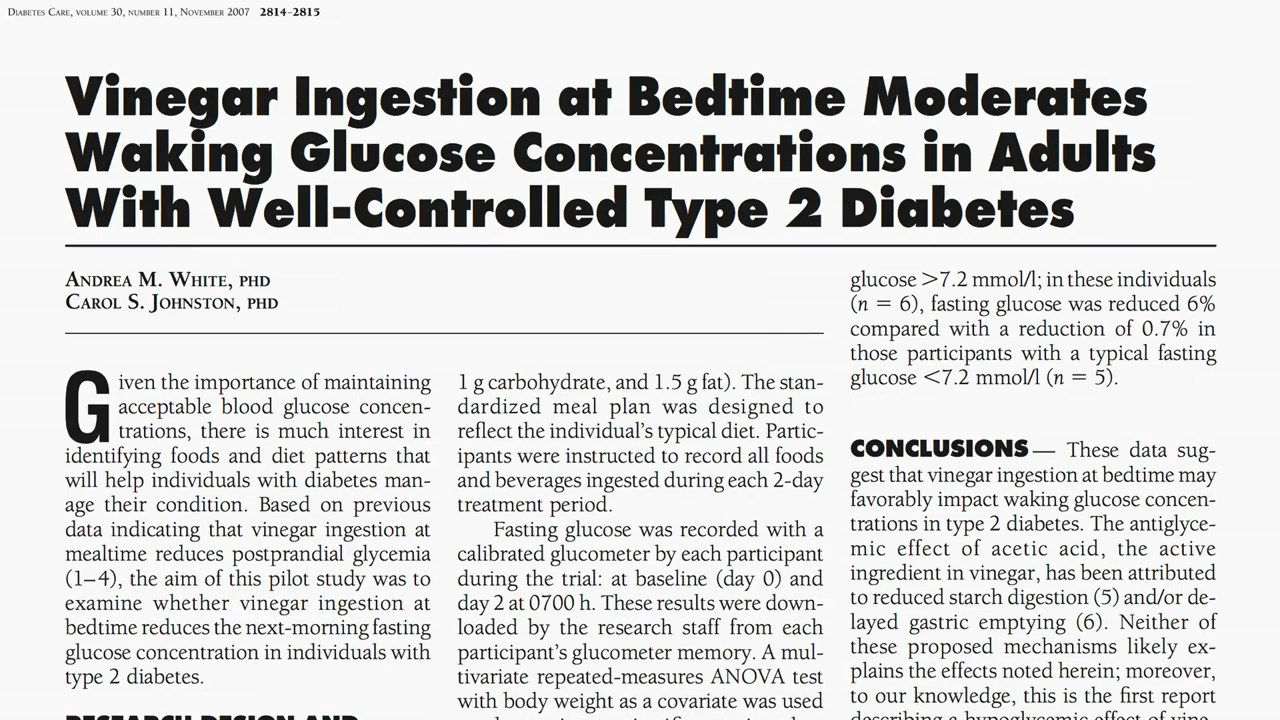 DIABETES CARE, VOLUME 30, NUMBER 11, NOVEMBER 2007 2814–2815
Vinegar Ingestion at Bedtime Moderates
Waking Glucose Concentrations in Adults
With Well-Controlled Type 2 Diabetes
ANDREA M. WHITE, PHD
CAROL S. JOHNSTON, PHD
Given the importance of maintaining
acceptable blood glucose concen-
trations, there is much interest in
identifying foods and diet patterns that
will help individuals with diabetes man-
age their condition. Based on previous
data indicating that vinegar ingestion at
mealtime reduces postprandial glycemia
(1–4), the aim of this pilot study was to
examine whether vinegar ingestion at
bedtime reduces the next-morning fasting
glucose concentration in individuals with
type 2 diabetes.
RESEARCH DESIGN AND
1 g carbohydrate, and 1.5 g fat). The stan-
dardized meal plan was designed to
reflect the individual's typical diet. Partic-
ipants were instructed to record all foods
and beverages ingested during each 2-day
treatment period.
Fasting glucose was recorded with a
calibrated glucometer by each participant
during the trial: at baseline (day 0) and
day 2 at 0700 h. These results were down-
loaded by the research staff from each
participant's glucometer memory. A mul-
tivariate repeated-measures ANOVA test
with body weight as a covariate was used
glucose >7.2 mmol/l; in these individuals
(n = 6), fasting glucose was reduced 6%
compared with a reduction of 0.7% in
those participants with a typical fasting
glucose <7.2 mmol/l (n = 5).
CONCLUSIONS— These data sug-
gest that vinegar ingestion at bedtime may
favorably impact waking glucose concen-
trations in type 2 diabetes. The antiglyce-
mic effect of acetic acid, the active
ingredient in vinegar, has been attributed
to reduced starch digestion (5) and/or de-
layed gastric emptying (6). Neither of
these proposed mechanisms likely ex-
plains the effects noted herein; moreover,
to our knowledge, this is the first report
describing a hypoglycemic effect of vine-